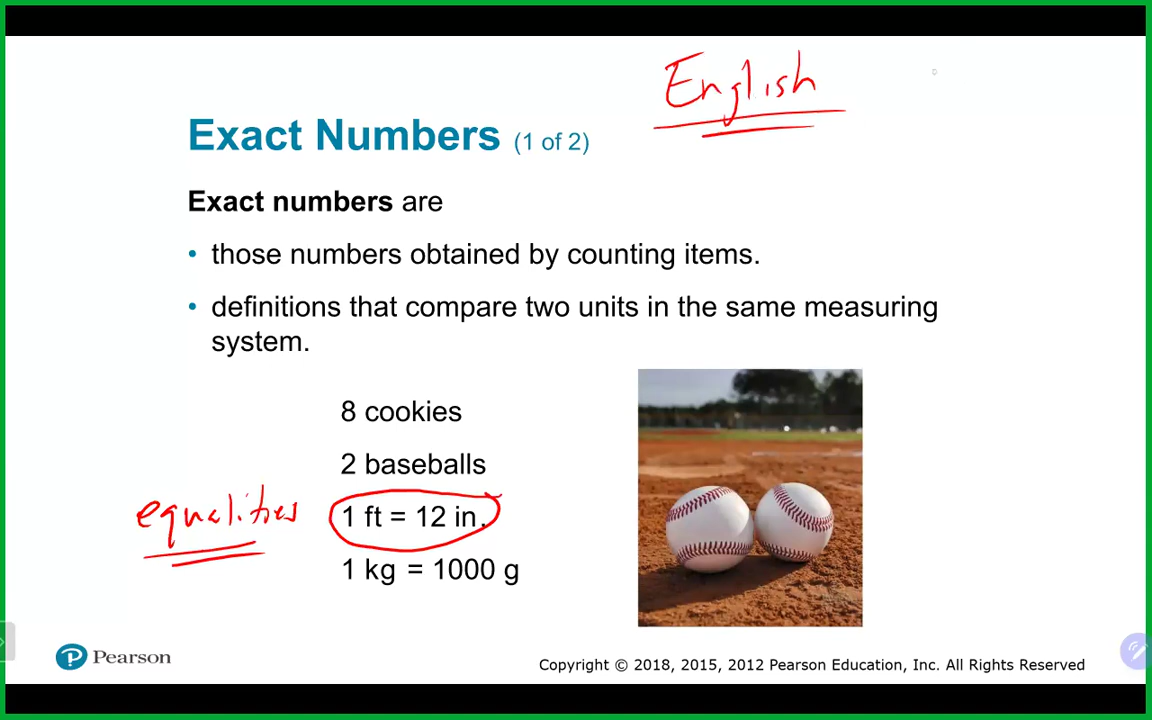 English
Exact Numbers (1 of 2)
Exact numbers are
• those numbers obtained by counting items.
• definitions that compare two units in the same measuring
system.
8 cookies
2 baseballs
equalities
1 ft = 12 in.
1 kg = 1000 g
Pearson
Copyright © 2018, 2015, 2012 Pearson Education, Inc. All Rights Reserved